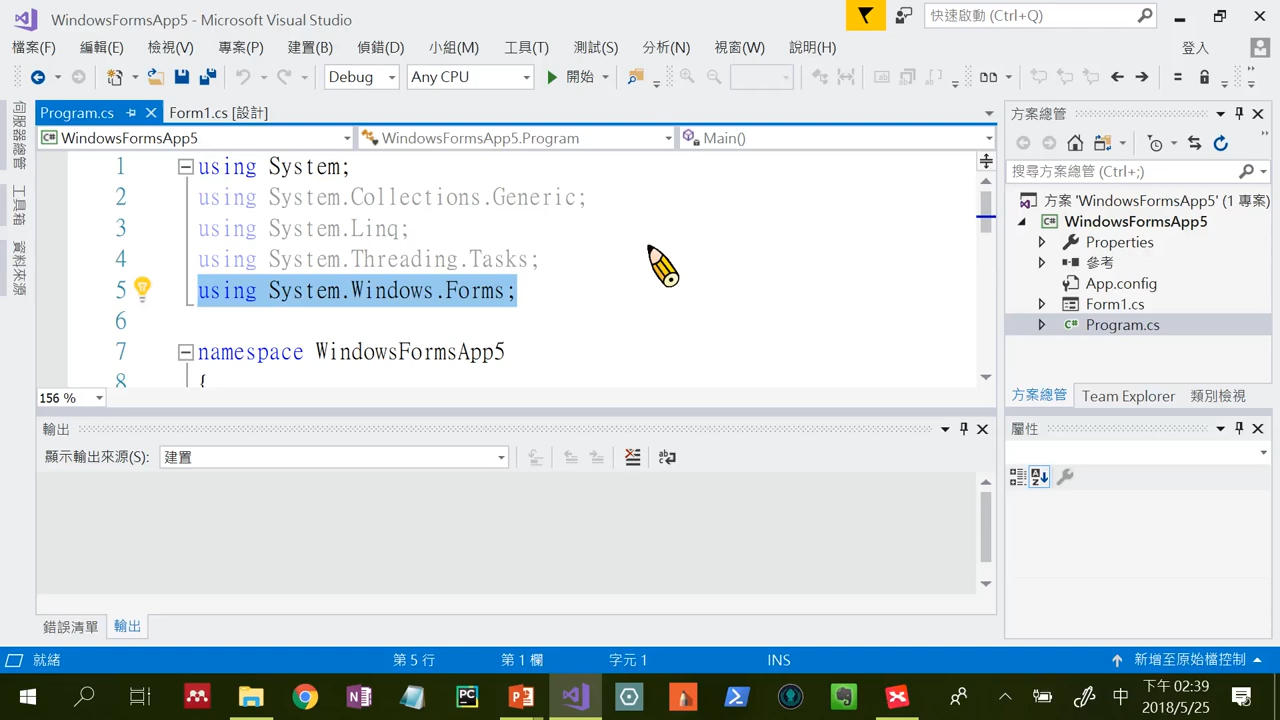 WindowsFormsApp5 - Microsoft Visual Studio
快速啟動 (Ctrl+Q)
檔案(F) 編輯(E) 檢視(V) 專案(P) 建置(B) 偵錯(D) 小組(M) 工具(T) 測試(S) 分析(N) 視窗(W) 說明(H)
登入
Debug Any CPU 開始
伺服器總管
工具箱
資料來源
Program.cs Form1.cs [設計]
WindowsFormsApp5 WindowsFormsApp5.Program Main()
1 using System;
2 using System.Collections.Generic;
3 using System.Linq;
4 using System.Threading.Tasks;
5 using System.Windows.Forms;
6
7 namespace WindowsFormsApp5
8 {
156 %
方案總管
搜尋方案總管 (Ctrl+;)
方案 'WindowsFormsApp5' (1 專案)
WindowsFormsApp5
Properties
參考
App.config
Form1.cs
Program.cs
方案總管 Team Explorer 類別檢視
屬性
輸出
顯示輸出來源(S): 建置
錯誤清單 輸出
就緒 第 5 行 第 1 欄 字元 1 INS 新增至原始檔控制
中 下午 02:39
2018/5/25